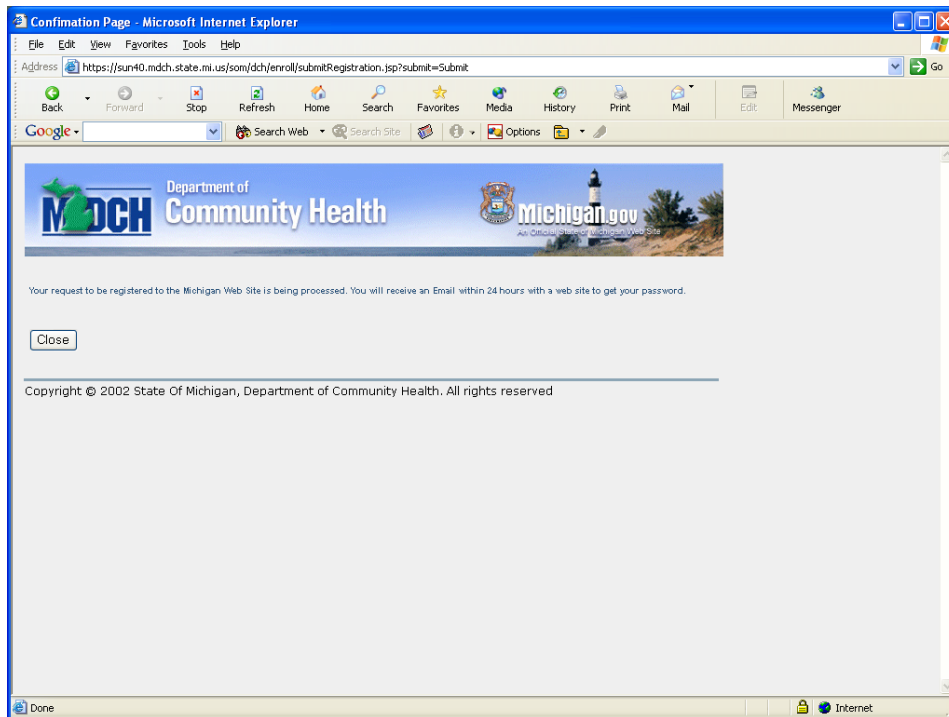 Confimation Page - Microsoft Internet Explorer
File Edit View Favorites Tools Help
Address https://sun40.mdch.state.mi.us/som/dch/enroll/submitRegistration.jsp?submit=Submit Go
Back Forward Stop Refresh Home Search Favorites Media History Print Mail Edit Messenger
Google Search Web Search Site Options
MDCH Department of
Community Health
Michigan.gov
An Official State of Michigan Web Site
Your request to be registered to the Michigan Web Site is being processed. You will receive an Email within 24 hours with a web site to get your password.
Close
Copyright © 2002 State Of Michigan, Department of Community Health. All rights reserved
Done Internet